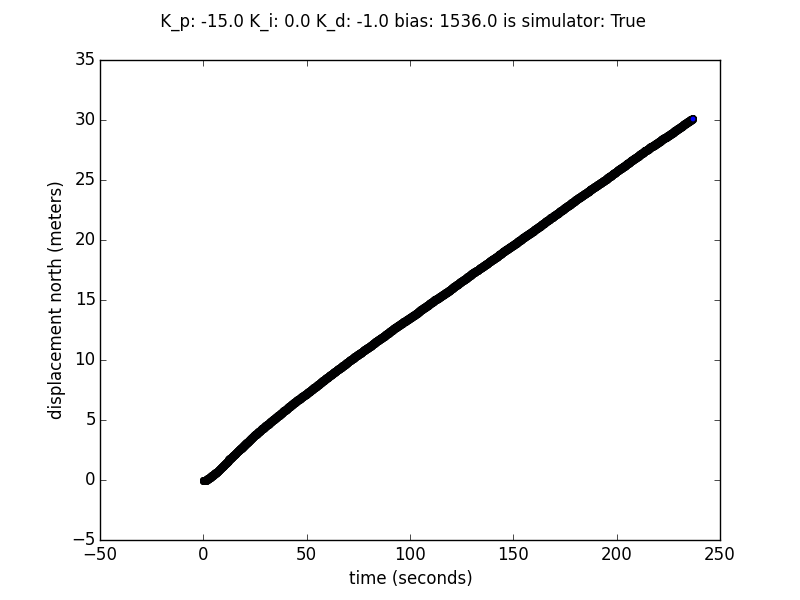 K_p: -15.0 K_i: 0.0 K_d: -1.0 bias: 1536.0 is simulator: True
35
30
25
20
15
10
5
0
−5
displacement north (meters)
−50 0 50 100 150 200 250
time (seconds)